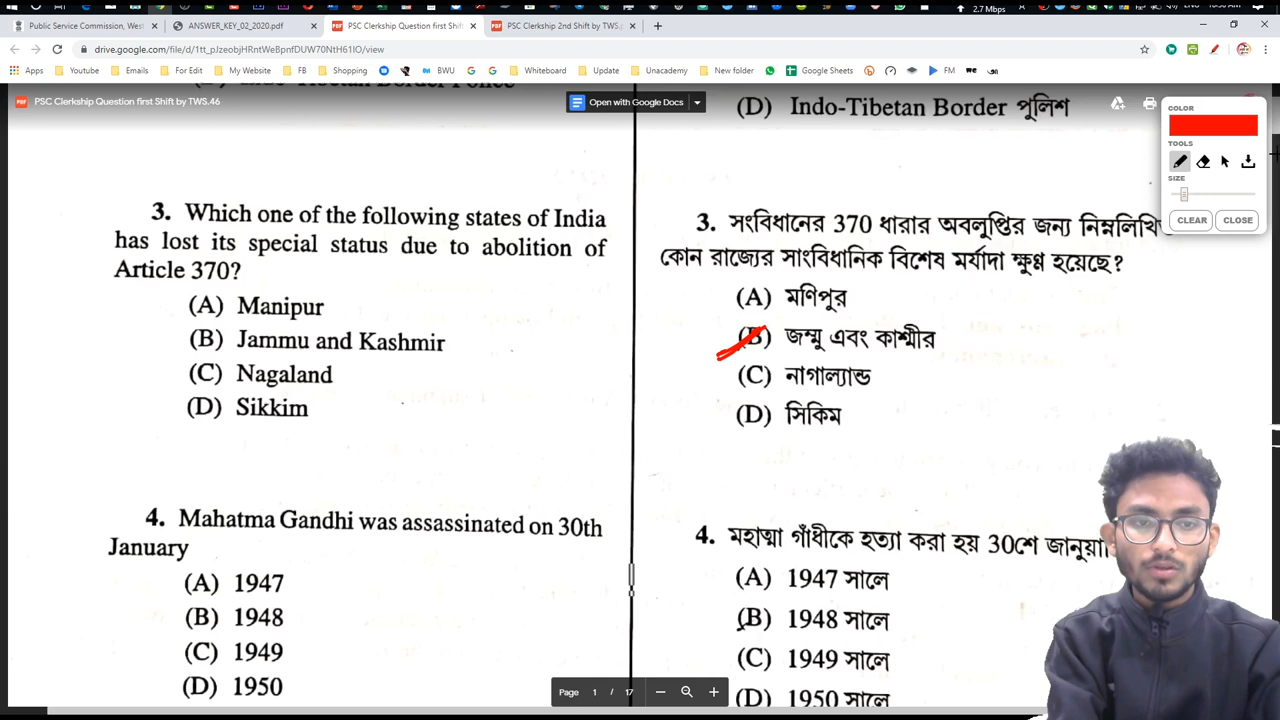 2.7 Mbps
Public Service Commission, Wes
ANSWER_KEY_02_2020.pdf
PSC Clerkship Question first Shif
PSC Clerkship 2nd Shift by TWS.
drive.google.com/file/d/1tt_pJzeobjHRntWeBpnfDUW70NtH61IO/view
Apps Youtube Emails For Edit My Website FB Shopping BWU Whiteboard Update Unacademy New folder Google Sheets FM
PSC Clerkship Question first Shift by TWS.46
Open with Google Docs
(D) Indo-Tibetan Border পুলিশ
COLOR
TOOLS
SIZE
CLEAR CLOSE
3. Which one of the following states of India
has lost its special status due to abolition of
Article 370?
(A) Manipur
(B) Jammu and Kashmir
(C) Nagaland
(D) Sikkim
4. Mahatma Gandhi was assassinated on 30th
January
(A) 1947
(B) 1948
(C) 1949
(D) 1950
3. সংবিধানের 370 ধারার অবলুপ্তির জন্য
কোন রাজ্যের সাংবিধানিক বিশেষ মর্যাদা ক্ষুণ্ণ হয়েছে?
(A) মণিপুর
(B) জম্মু এবং কাশ্মীর
(C) নাগাল্যান্ড
(D) সিকিম
4. মহাত্মা গাঁধীকে হত্যা করা হয় 30শে
(A) 1947 সালে
(B) 1948 সালে
(C) 1949 সালে
(D) 1950 সালে
Page 1 / 17